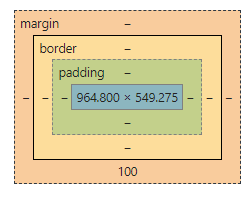 margin –
border –
padding –
– – – 964.800 × 549.275 – – –
–
–
100